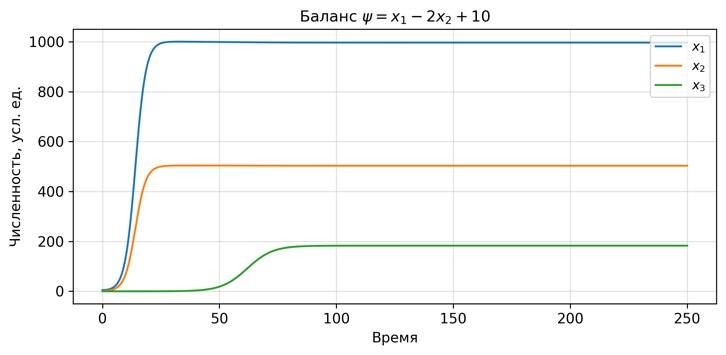 Баланс ψ = x₁ − 2x₂ + 10
Численность, усл. ед.
1000
800
600
400
200
0
x₁
x₂
x₃
0 50 100 150 200 250
Время